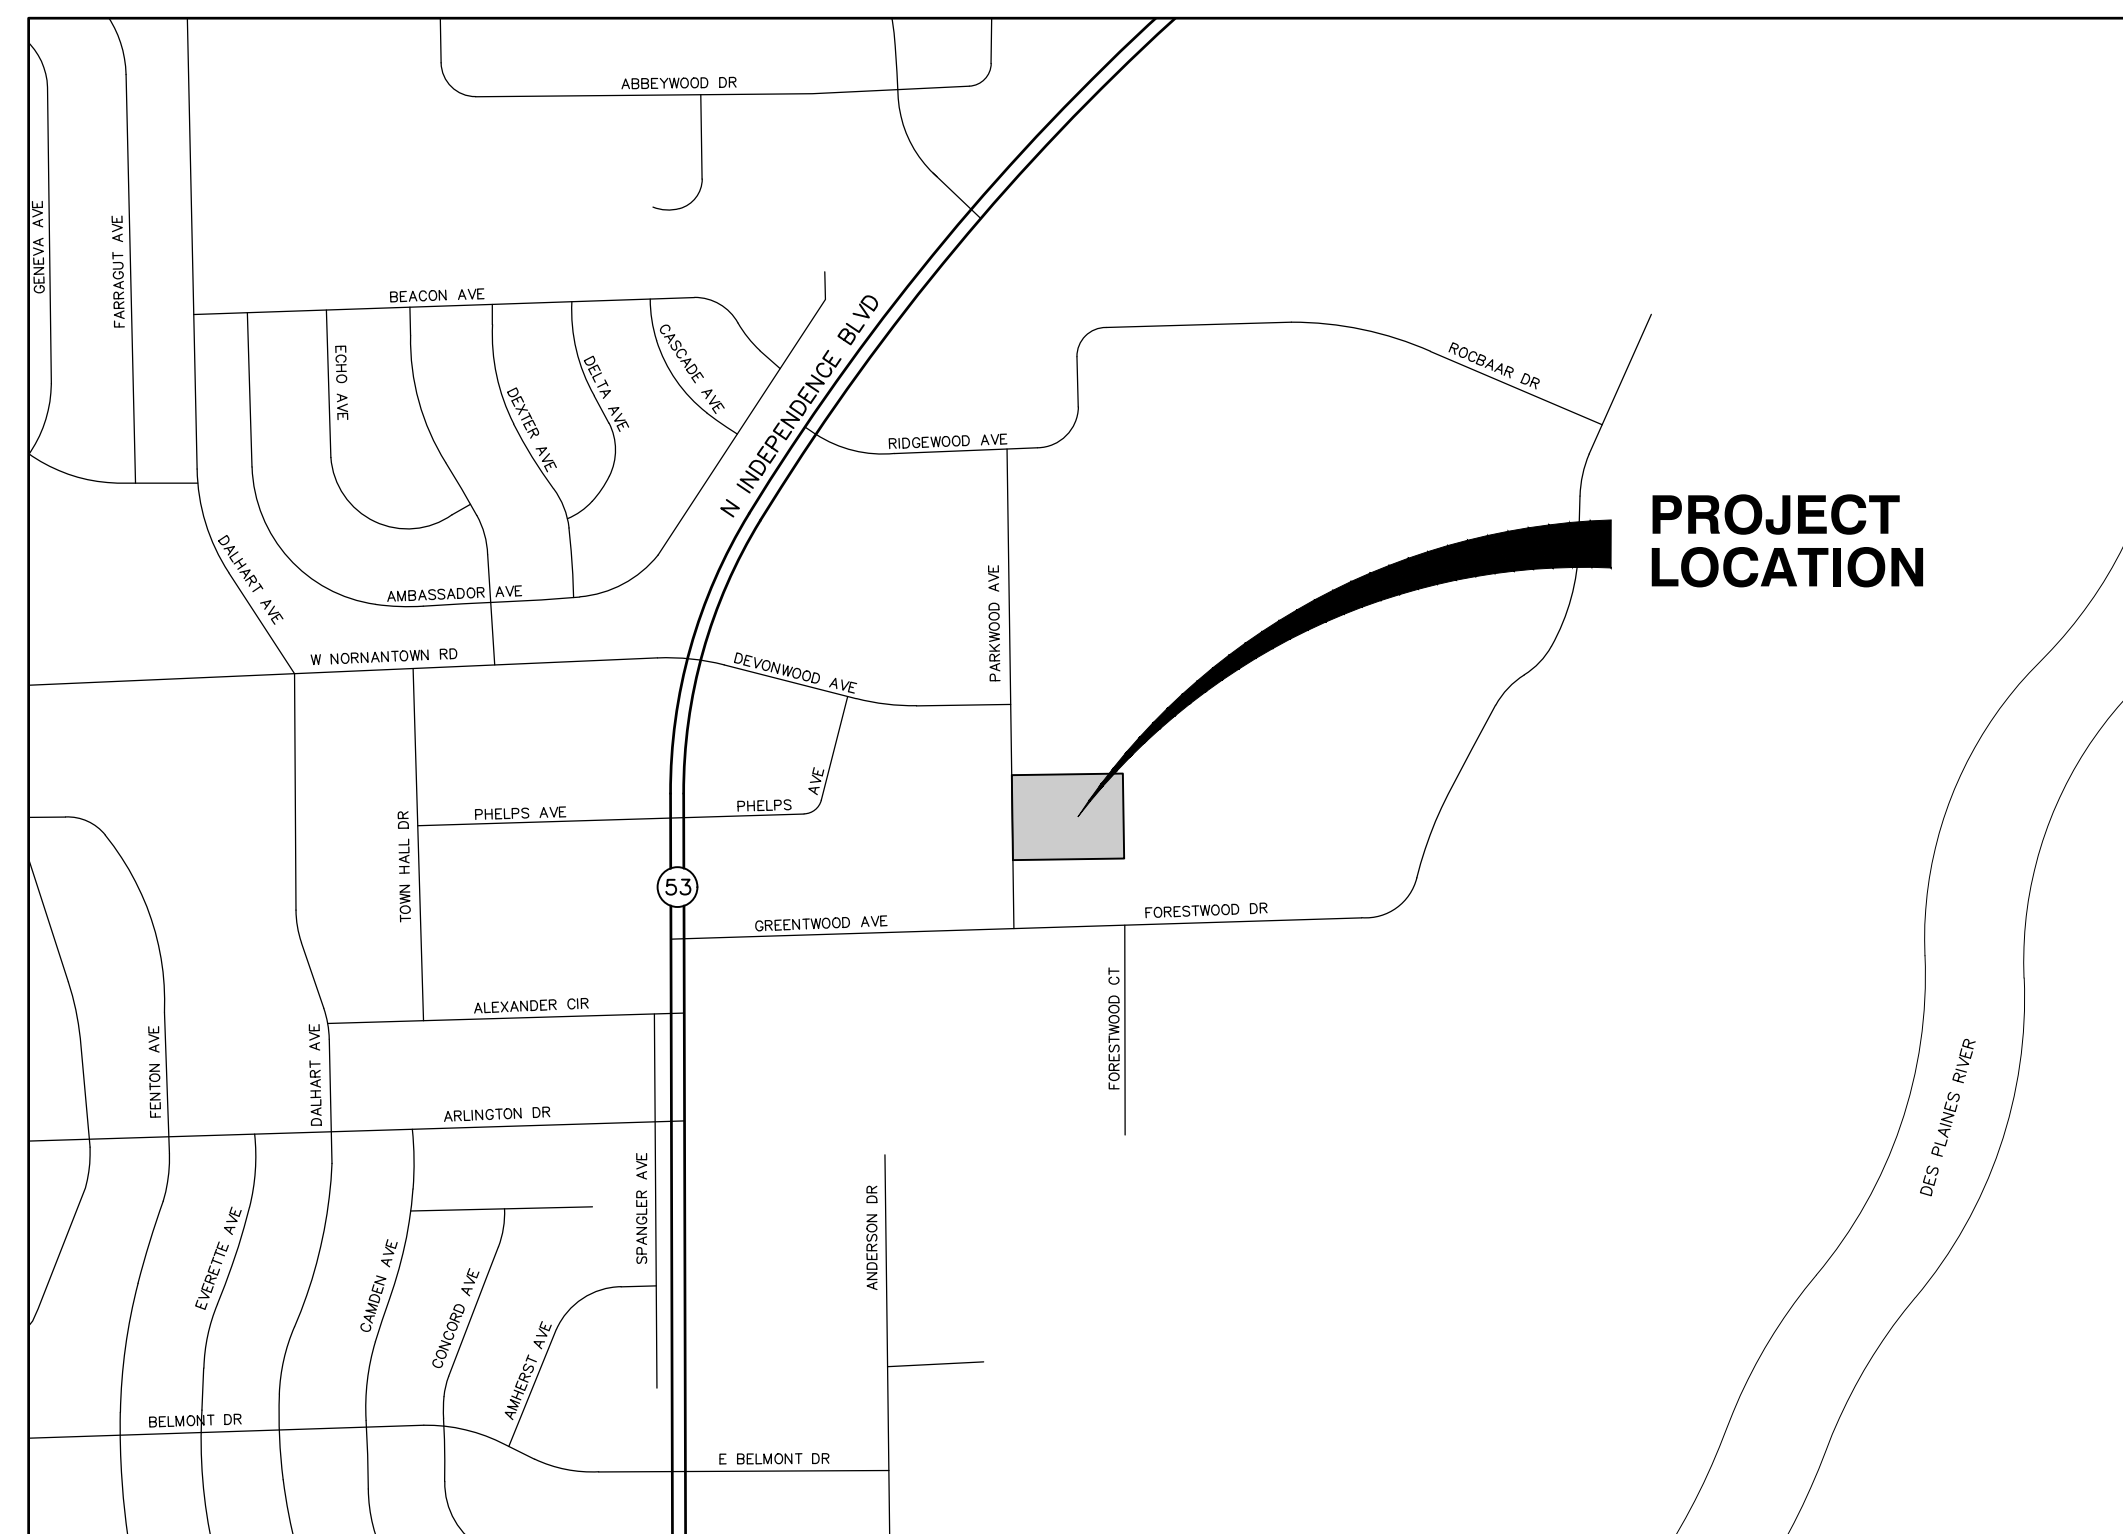 ABBEYWOOD DR
GENEVA AVE
FARRAGUT AVE
BEACON AVE
ECHO AVE
DEXTER AVE
DELTA AVE
CASCADE AVE
N INDEPENDENCE BLVD
ROCBAAR DR
RIDGEWOOD AVE
PROJECT
LOCATION
DALHART AVE
AMBASSADOR AVE
PARKWOOD AVE
W NORNANTOWN RD
DEVONWOOD AVE
PHELPS AVE
PHELPS AVE
TOWN HALL DR
53
GREENTWOOD AVE
FORESTWOOD DR
FORESTWOOD CT
ALEXANDER CIR
FENTON AVE
DALHART AVE
ARLINGTON DR
DES PLAINES RIVER
SPANGLER AVE
ANDERSON DR
EVERETTE AVE
CAMDEN AVE
CONCORD AVE
AMHERST AVE
BELMONT DR
E BELMONT DR